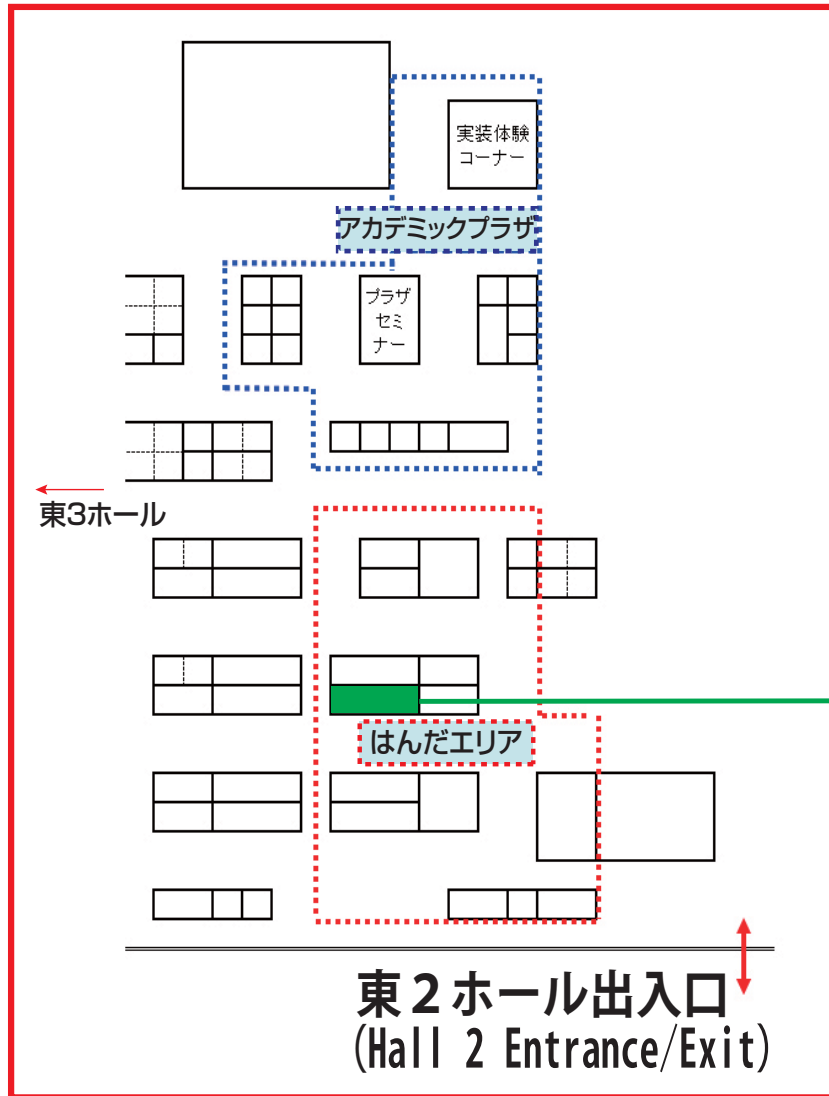 実装体験
コーナー
アカデミックプラザ
プラザ
セミ
ナー
東3ホール
はんだエリア
東2ホール出入口
(Hall 2 Entrance/Exit)